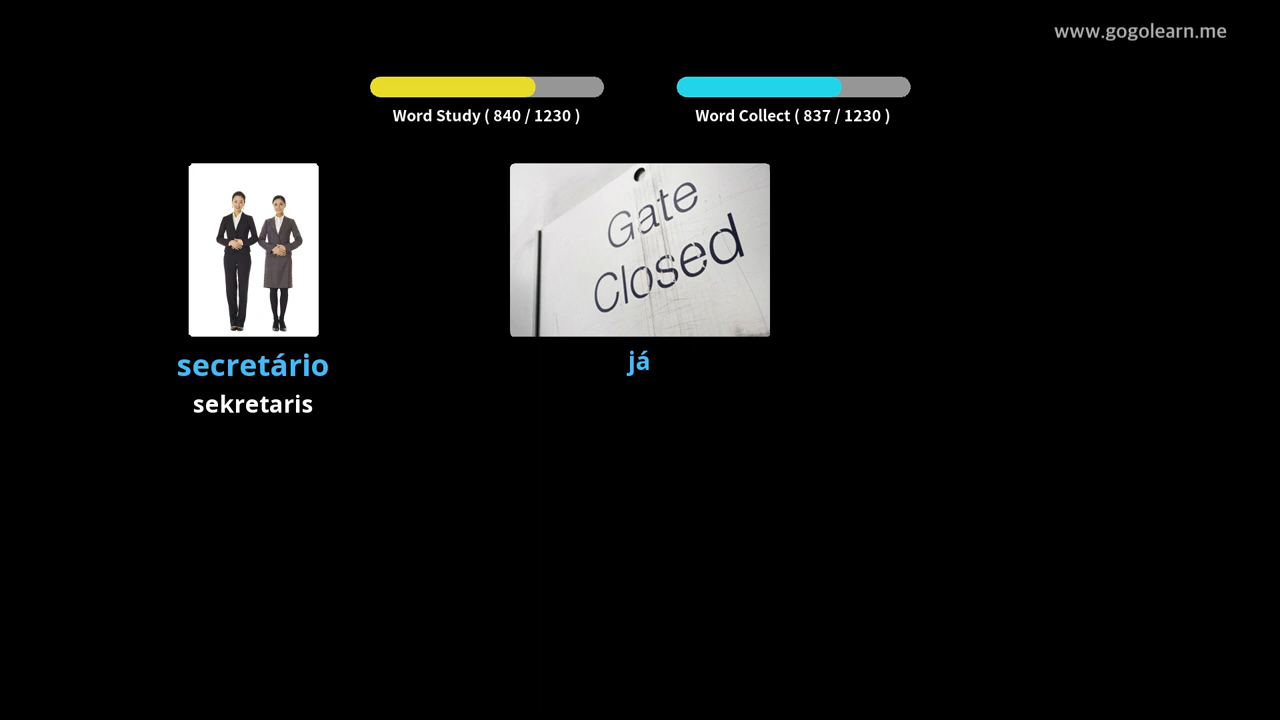 www.gogolearn.me
Word Study ( 840 / 1230 )
Word Collect ( 837 / 1230 )
Gate
Closed
secretário
já
sekretaris